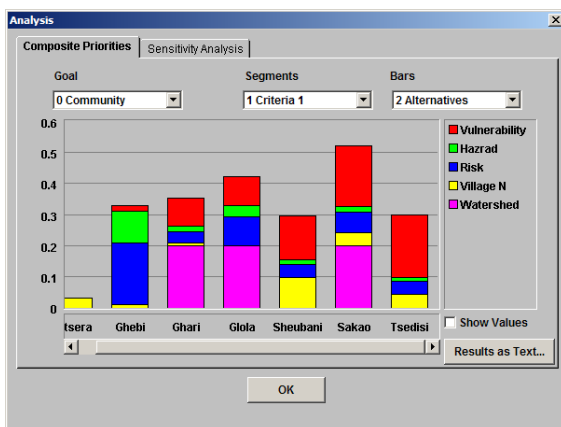 Analysis
Composite Priorities
Sensitivity Analysis
Goal
Segments
Bars
0 Community
1 Criteria 1
2 Alternatives
0.6
0.5
0.4
0.3
0.2
0.1
0
Vulnerability
Hazrad
Risk
Village N
Watershed
tsera
Ghebi
Ghari
Glola
Sheubani
Sakao
Tsedisi
Show Values
Results as Text...
OK